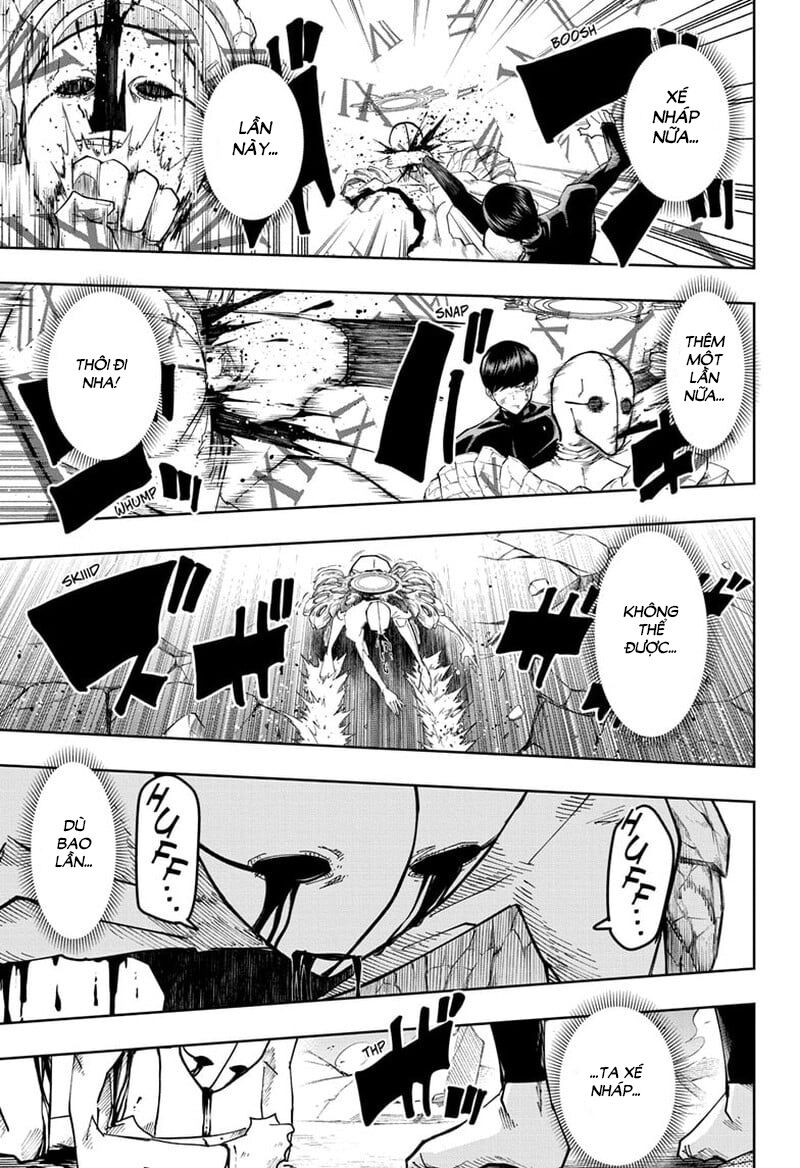 BOOSH
XÉ
NHÁP
NỮA...
LẦN
NÀY...
SNAP
THÊM
MỘT
LẦN
NỮA...
THÔI ĐI
NHA!
WHUMP
SKIIID
KHÔNG
THỂ
ĐƯỢC...
HUFF...
DÙ
BAO
LẦN...
HUFF...
THP
...TA XÉ
NHÁP...